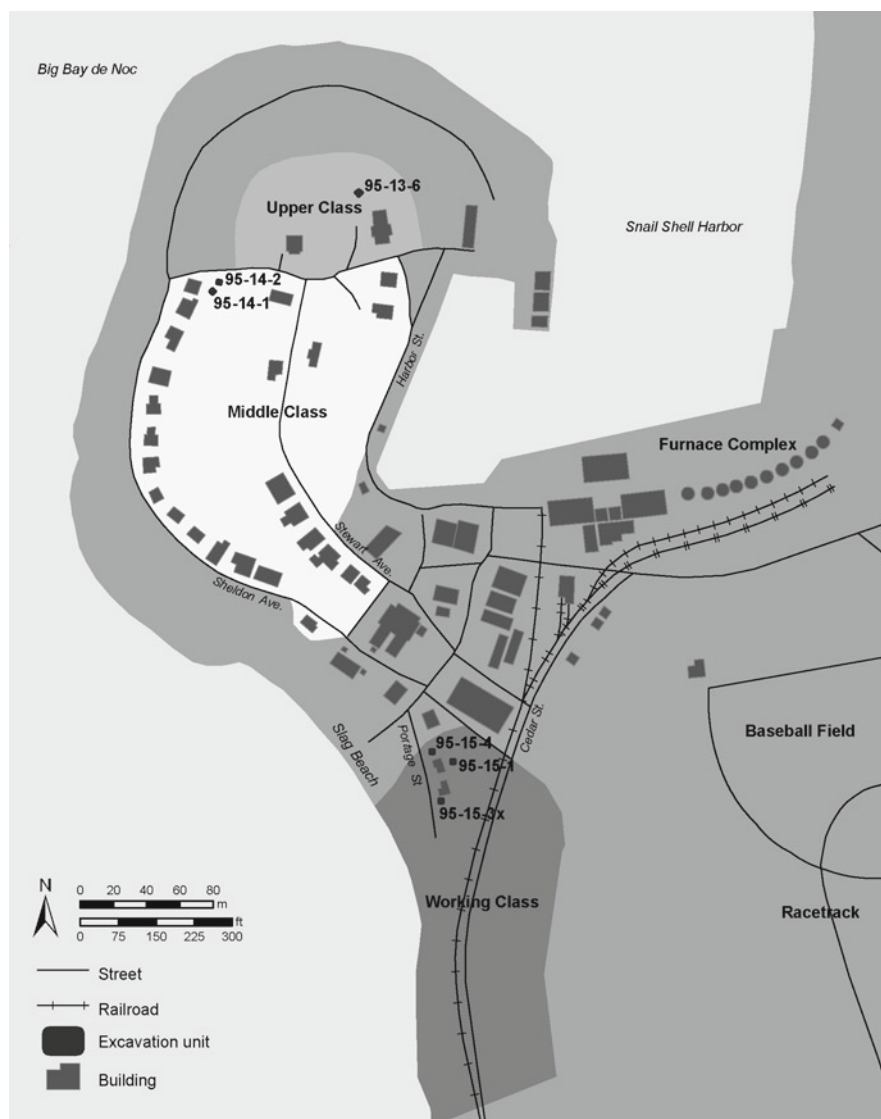 Big Bay de Noc
95-13-6
Upper Class
Snail Shell Harbor
95-14-2
95-14-1
Harbor St.
Middle Class
Furnace Complex
Stewart Ave.
Sheldon Ave.
Slag Beach
Portage St
95-15-4
95-15-1
95-15-3x
Cedar St.
Baseball Field
Working Class
Racetrack
N
0 20 40 60 80
m
ft
0 75 150 225 300
Street
Railroad
Excavation unit
Building